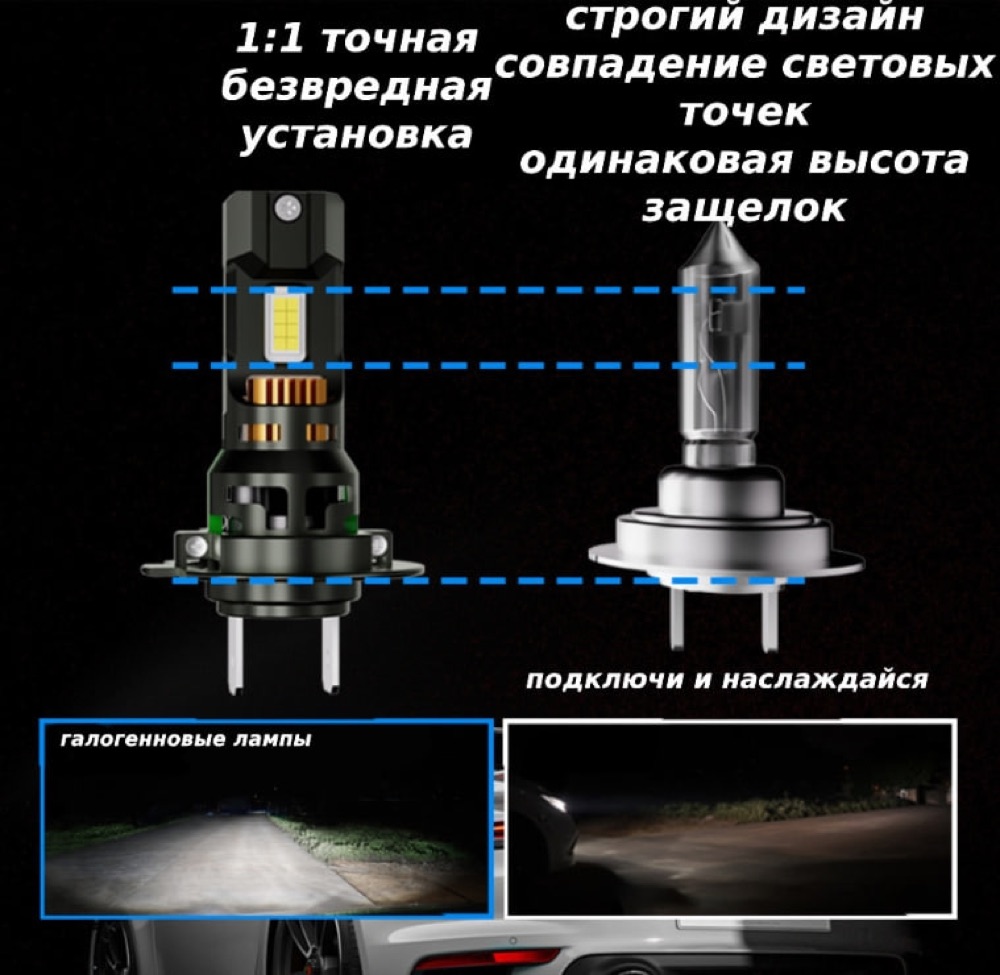 1:1 точная
безвредная
установка
строгий дизайн
совпадение световых
точек
одинаковая высота
защелок
подключи и наслаждайся
галогенновые лампы